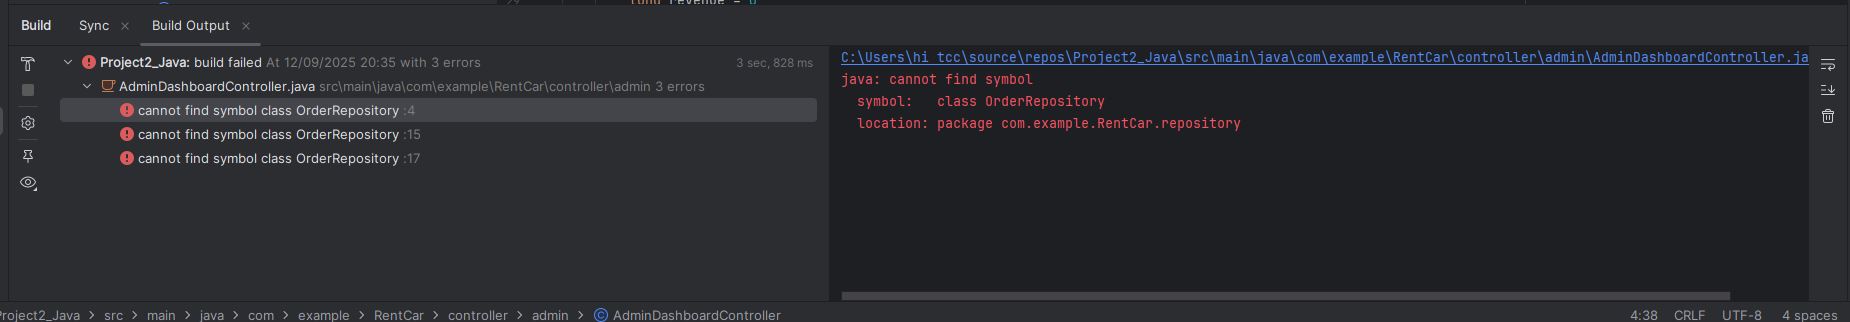 29 long revenue = 0
Build Sync × Build Output ×
Project2_Java: build failed At 12/09/2025 20:35 with 3 errors 3 sec, 828 ms
AdminDashboardController.java src\main\java\com\example\RentCar\controller\admin 3 errors
cannot find symbol class OrderRepository :4
cannot find symbol class OrderRepository :15
cannot find symbol class OrderRepository :17
C:\Users\hi tcc\source\repos\Project2_Java\src\main\java\com\example\RentCar\controller\admin\AdminDashboardController.ja
java: cannot find symbol
symbol: class OrderRepository
location: package com.example.RentCar.repository
Project2_Java > src > main > java > com > example > RentCar > controller > admin > AdminDashboardController 4:38 CRLF UTF-8 4 spaces